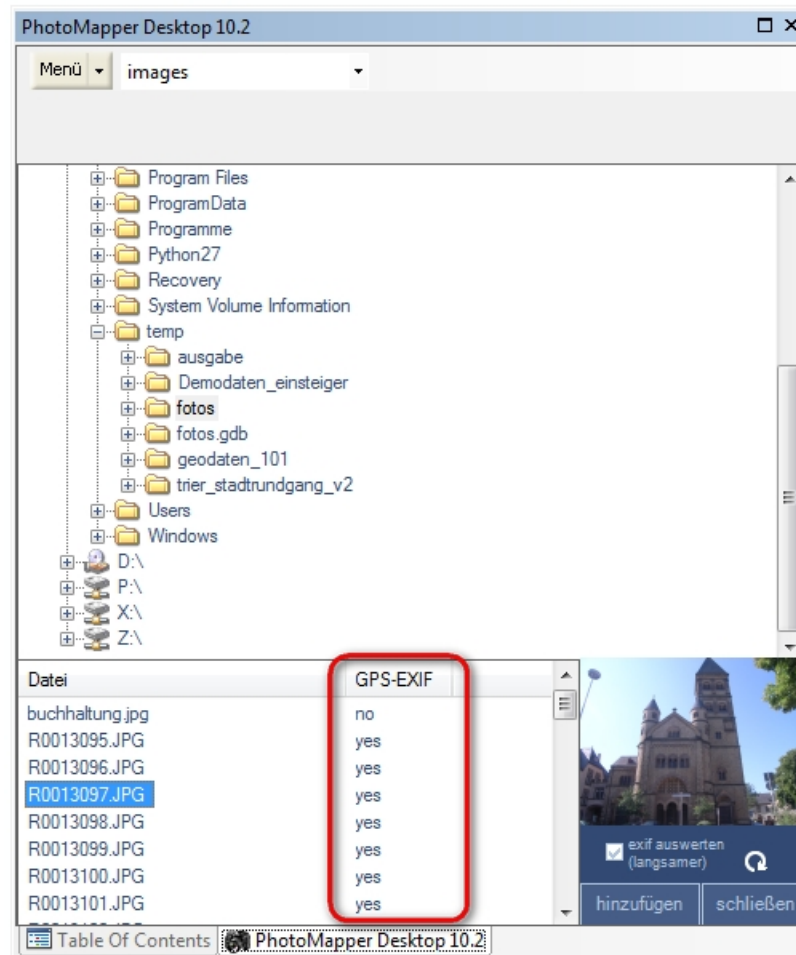 PhotoMapper Desktop 10.2
Menü images
Program Files
ProgramData
Programme
Python27
Recovery
System Volume Information
temp
ausgabe
Demodaten_einsteiger
fotos
fotos.gdb
geodaten_101
trier_stadtrundgang_v2
Users
Windows
D:\
P:\
X:\
Z:\
Datei GPS-EXIF
buchhaltung.jpg no
R0013095.JPG yes
R0013096.JPG yes
R0013097.JPG yes
R0013098.JPG yes
R0013099.JPG yes
R0013100.JPG yes
R0013101.JPG yes
exif auswerten
(langsamer)
hinzufügen schließen
Table Of Contents PhotoMapper Desktop 10.2